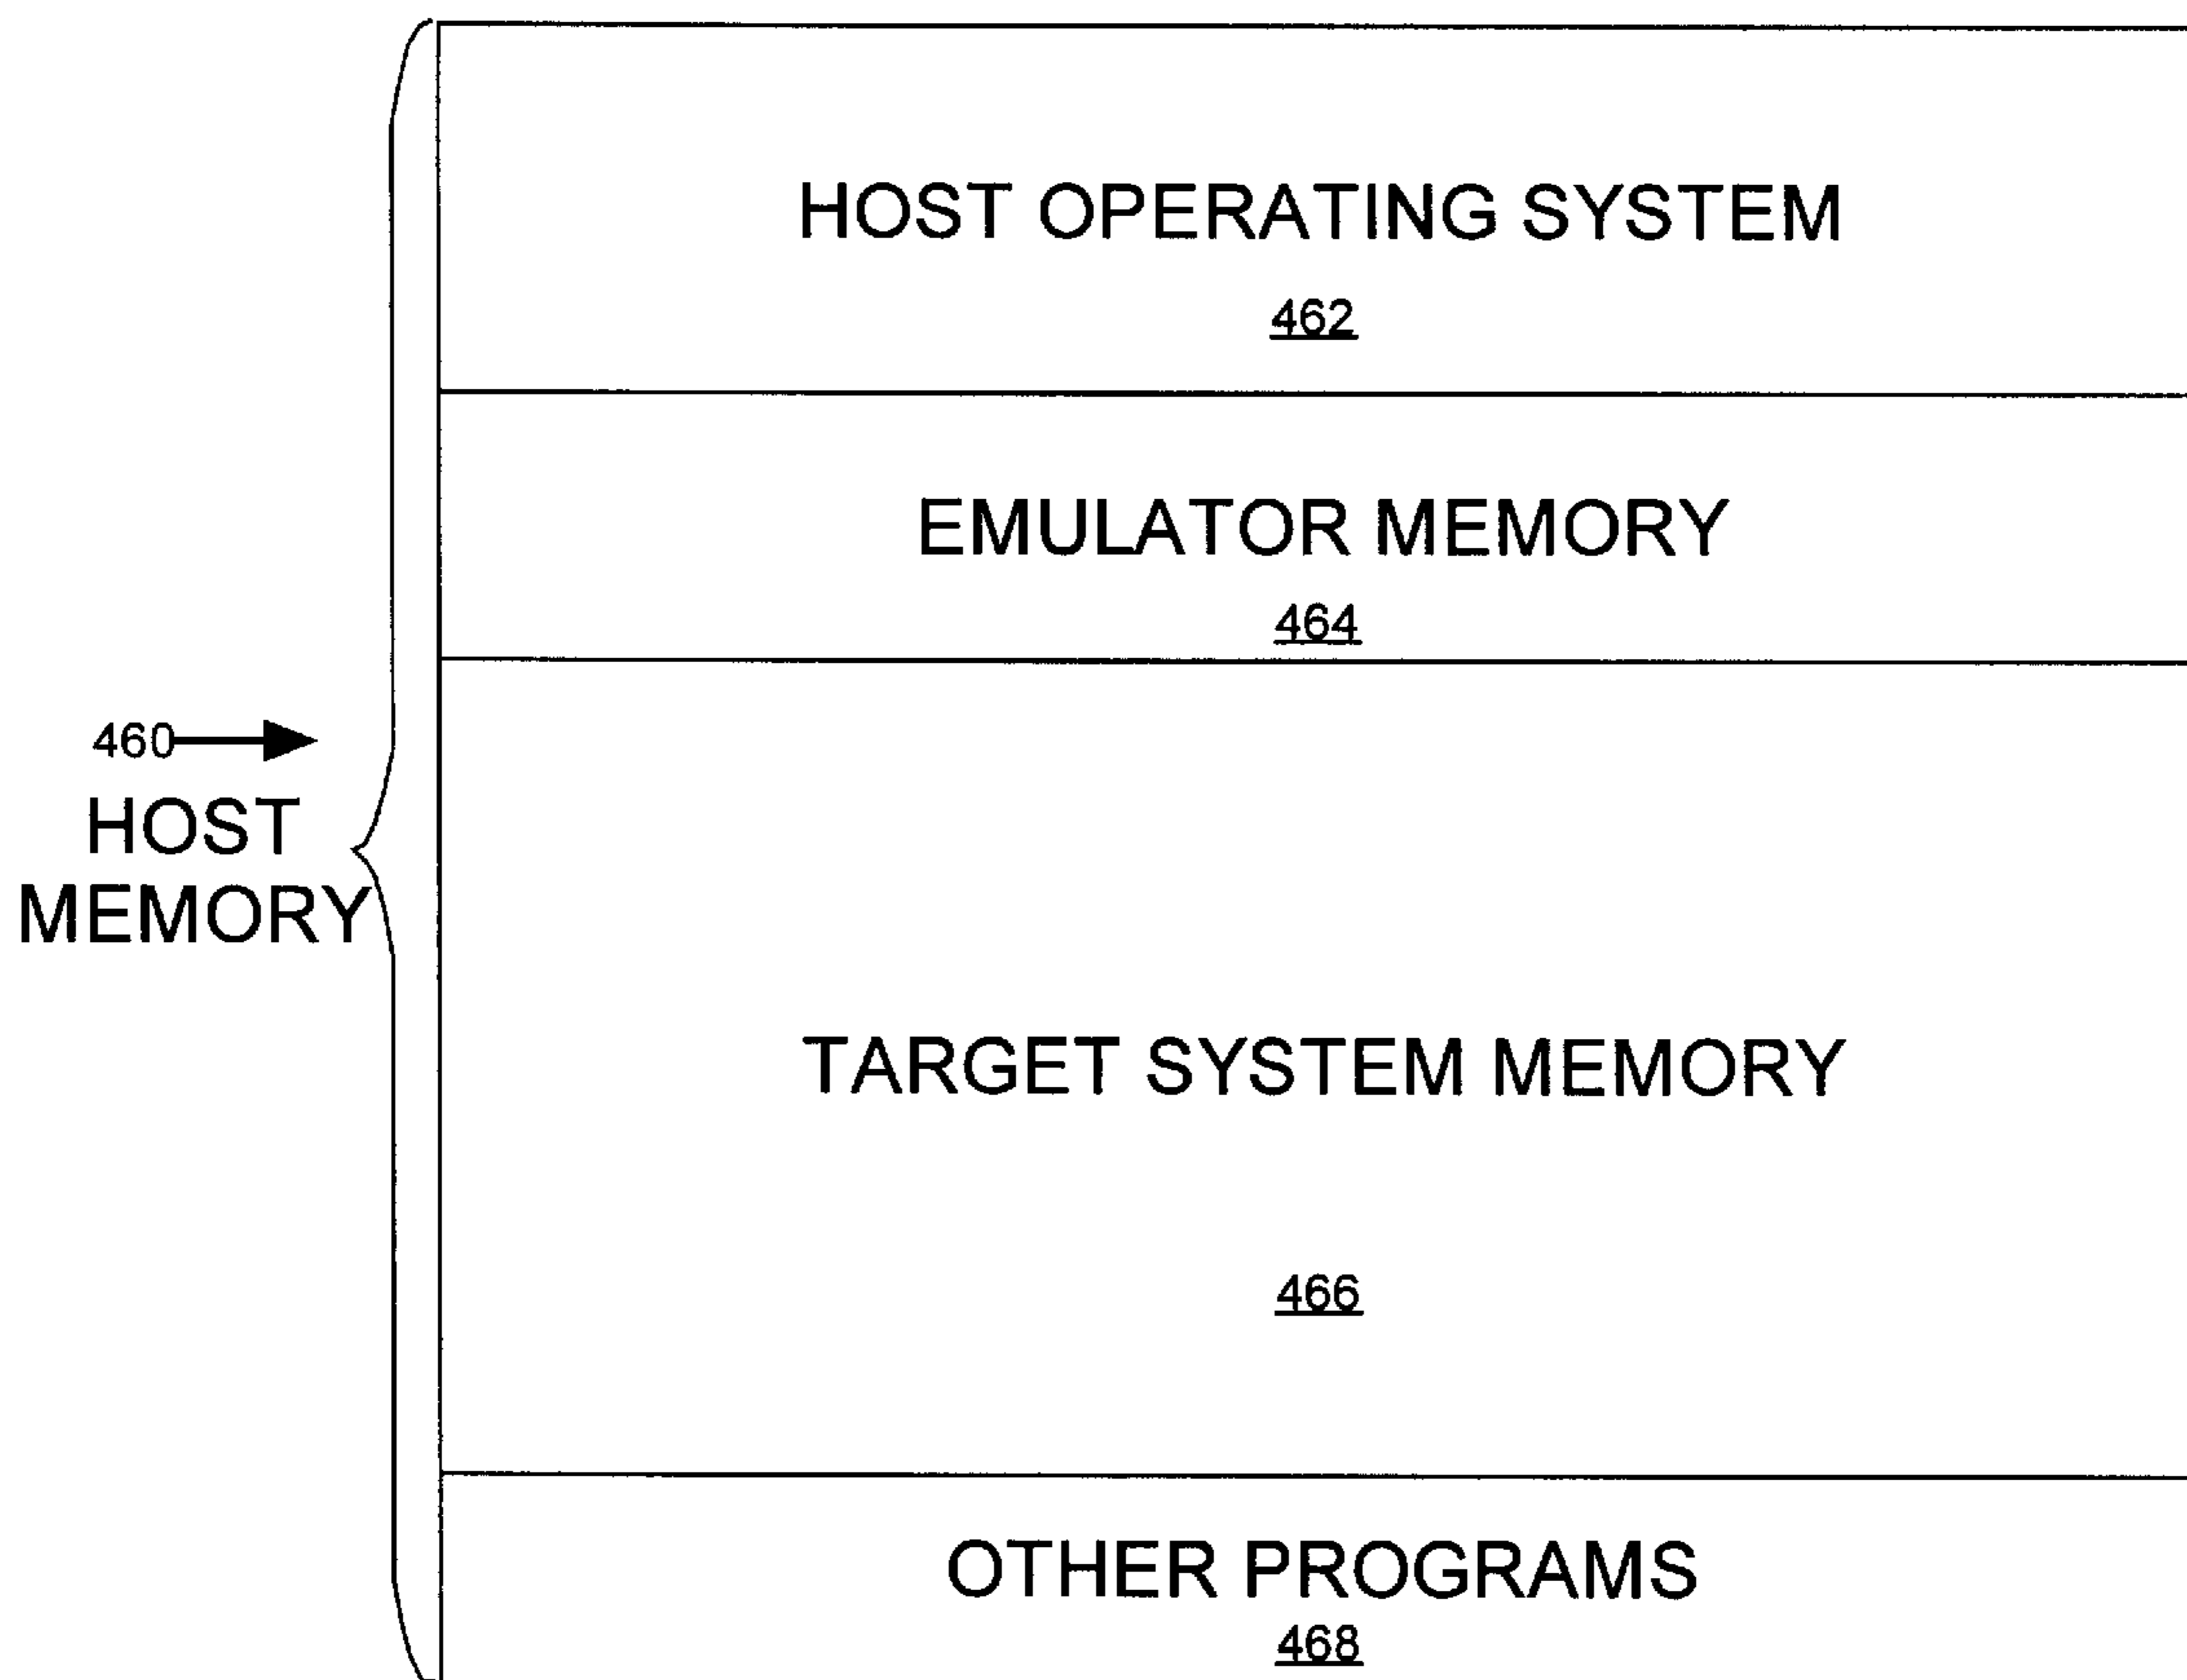 HOST OPERATING SYSTEM
462
EMULATOR MEMORY
464
460
HOST
MEMORY
TARGET SYSTEM MEMORY
466
OTHER PROGRAMS
468